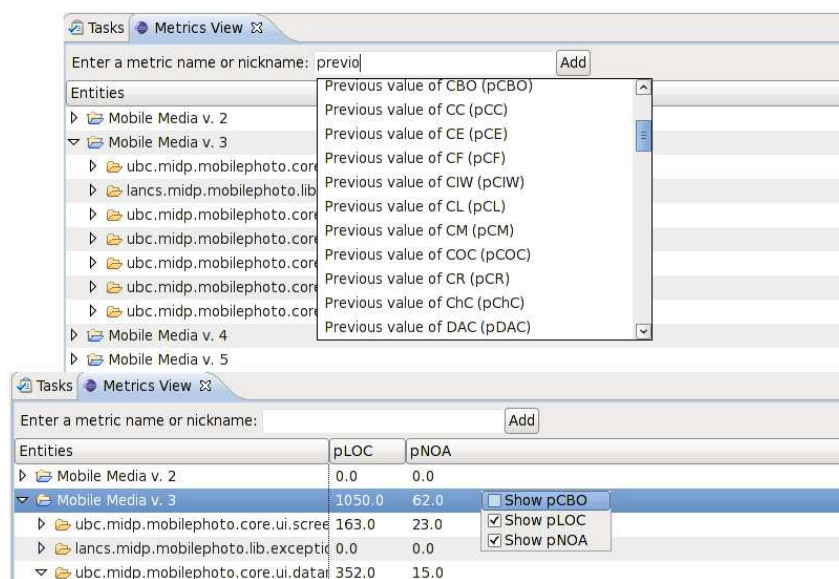 Tasks Metrics View
Enter a metric name or nickname: previo Add
Entities
Previous value of CBO (pCBO)
Previous value of CC (pCC)
Previous value of CE (pCE)
Previous value of CF (pCF)
Previous value of CIW (pCIW)
Previous value of CL (pCL)
Previous value of CM (pCM)
Previous value of COC (pCOC)
Previous value of CR (pCR)
Previous value of ChC (pChC)
Previous value of DAC (pDAC)
Mobile Media v. 2
Mobile Media v. 3
ubc.midp.mobilephoto.core
lancs.midp.mobilephoto.lib
ubc.midp.mobilephoto.core
ubc.midp.mobilephoto.core
ubc.midp.mobilephoto.core
ubc.midp.mobilephoto.core
ubc.midp.mobilephoto.core
Mobile Media v. 4
Mobile Media v. 5
Tasks Metrics View
Enter a metric name or nickname: Add
Entities pLOC pNOA
Mobile Media v. 2 0.0 0.0
Mobile Media v. 3 1050.0 62.0
Show pCBO
Show pLOC
Show pNOA
ubc.midp.mobilephoto.core.ui.scree 163.0 23.0
lancs.midp.mobilephoto.lib.exceptic 0.0 0.0
ubc.midp.mobilephoto.core.ui.datar 352.0 15.0